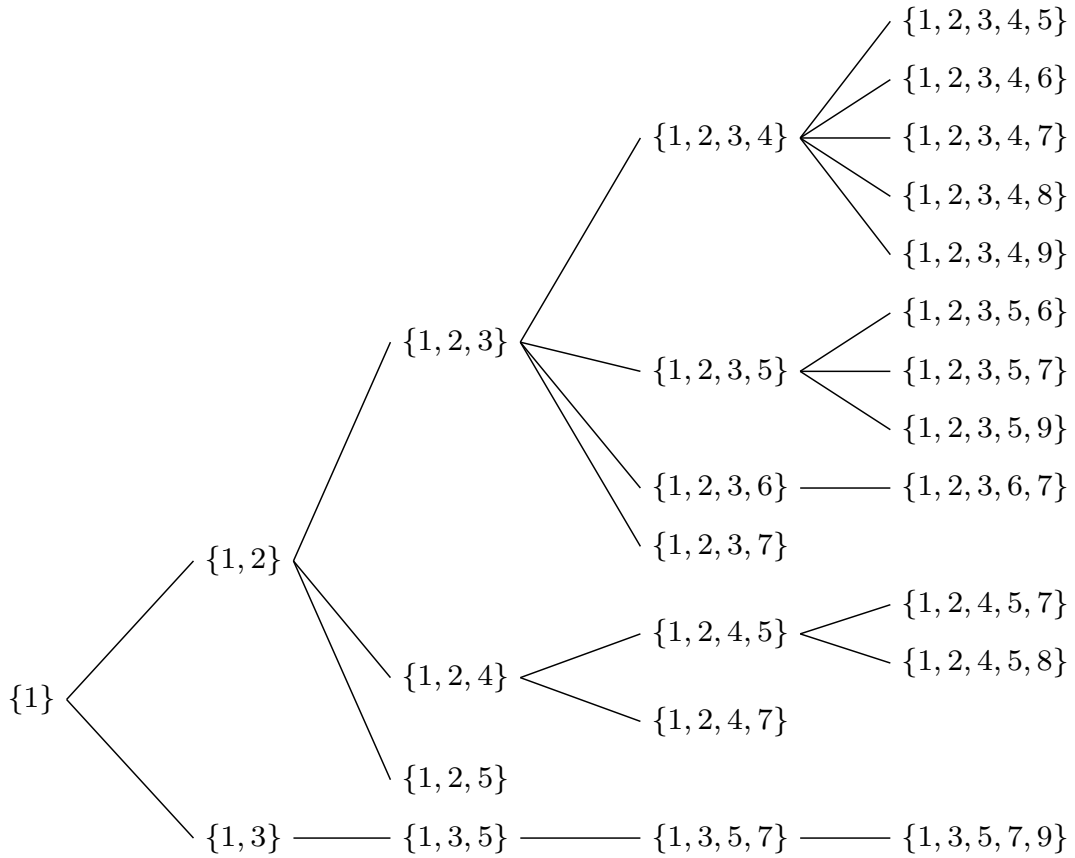 {1}
{1, 2}
{1, 3}
{1, 2, 3}
{1, 2, 4}
{1, 2, 5}
{1, 3, 5}
{1, 2, 3, 4}
{1, 2, 3, 5}
{1, 2, 3, 6}
{1, 2, 3, 7}
{1, 2, 4, 5}
{1, 2, 4, 7}
{1, 3, 5, 7}
{1, 2, 3, 4, 5}
{1, 2, 3, 4, 6}
{1, 2, 3, 4, 7}
{1, 2, 3, 4, 8}
{1, 2, 3, 4, 9}
{1, 2, 3, 5, 6}
{1, 2, 3, 5, 7}
{1, 2, 3, 5, 9}
{1, 2, 3, 6, 7}
{1, 2, 4, 5, 7}
{1, 2, 4, 5, 8}
{1, 3, 5, 7, 9}